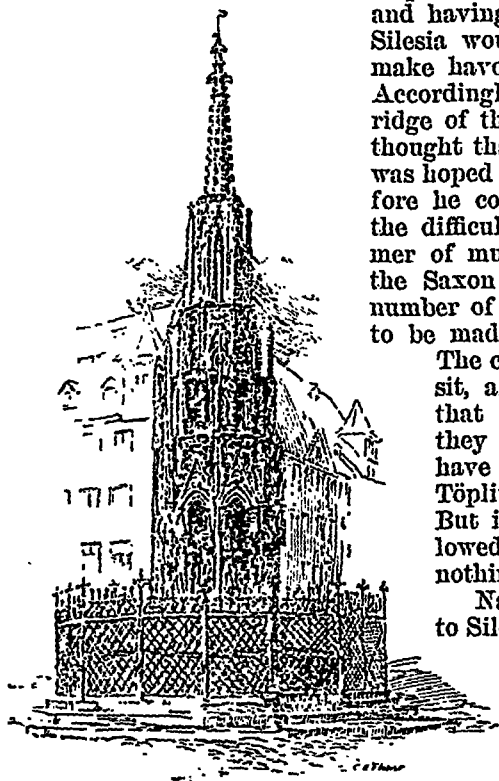 and having
Silesia wou
make havo
Accordingl
ridge of th
thought tha
was hoped
fore he co
the difficul
mer of mu
the Saxon
number of
to be mad
The c
sit, a
that
they
have
Töpli
But i
lowed
nothin
Na
to Sil